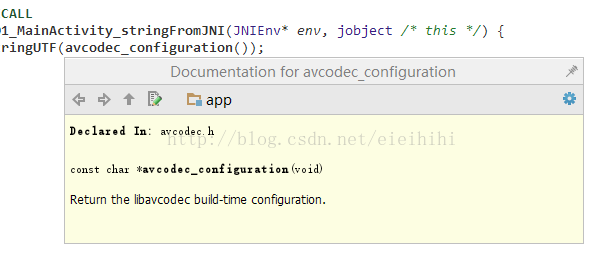 CALL
01_MainActivity_stringFromJNI(JNIEnv* env, jobject /* this */) {
ringUTF(avcodec_configuration());
Documentation for avcodec_configuration
app
Declared In: avcodec.h
http://blog.csdn.net/eieihihi
const char *avcodec_configuration(void)
Return the libavcodec build-time configuration.